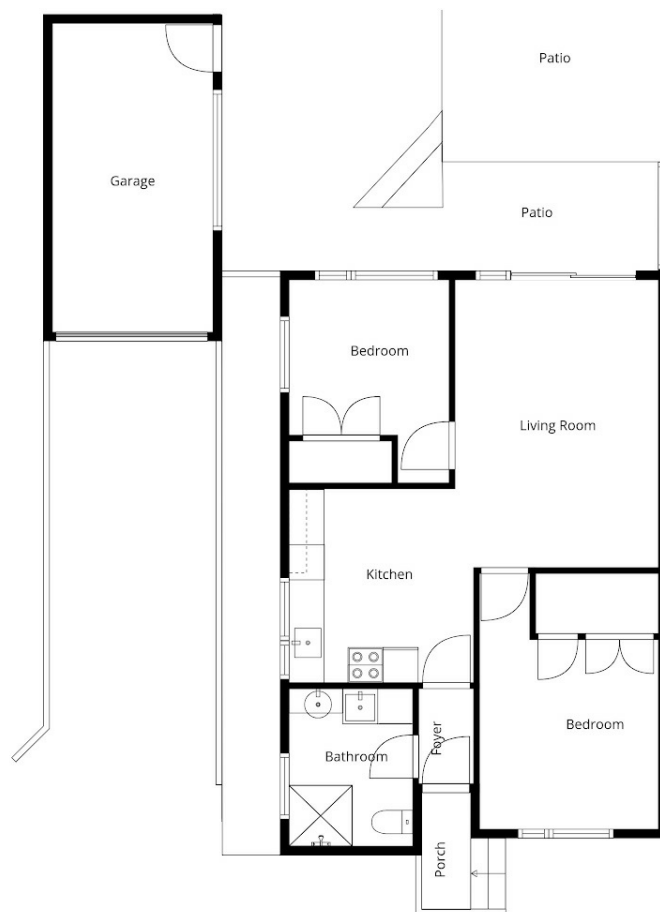 Patio
Garage
Patio
Bedroom
Living Room
Kitchen
Bedroom
Foyer
Bathroom
Porch